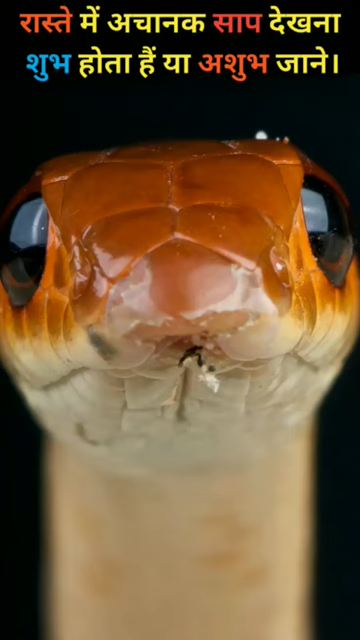 रास्ते में अचानक साप देखना
शुभ होता हैं या अशुभ जाने।